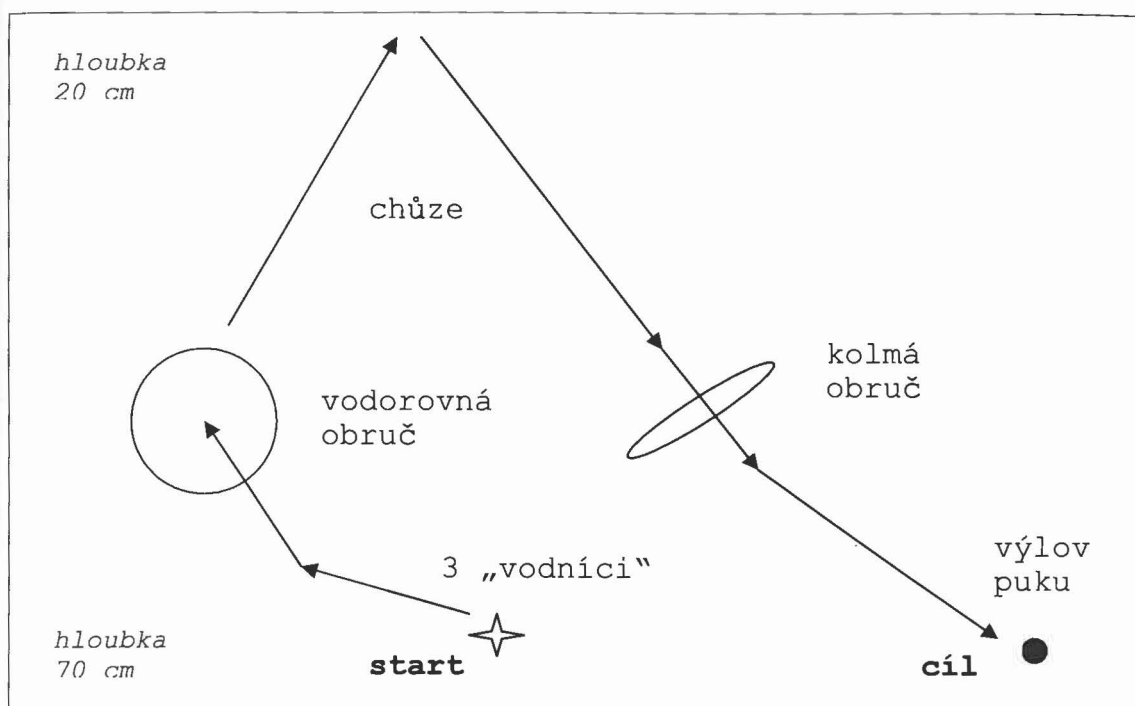 hloubka
20 cm
chůze
kolmá
obruč
vodorovná
obruč
3 „vodníci“
výlov
puku
hloubka
70 cm
start
cíl